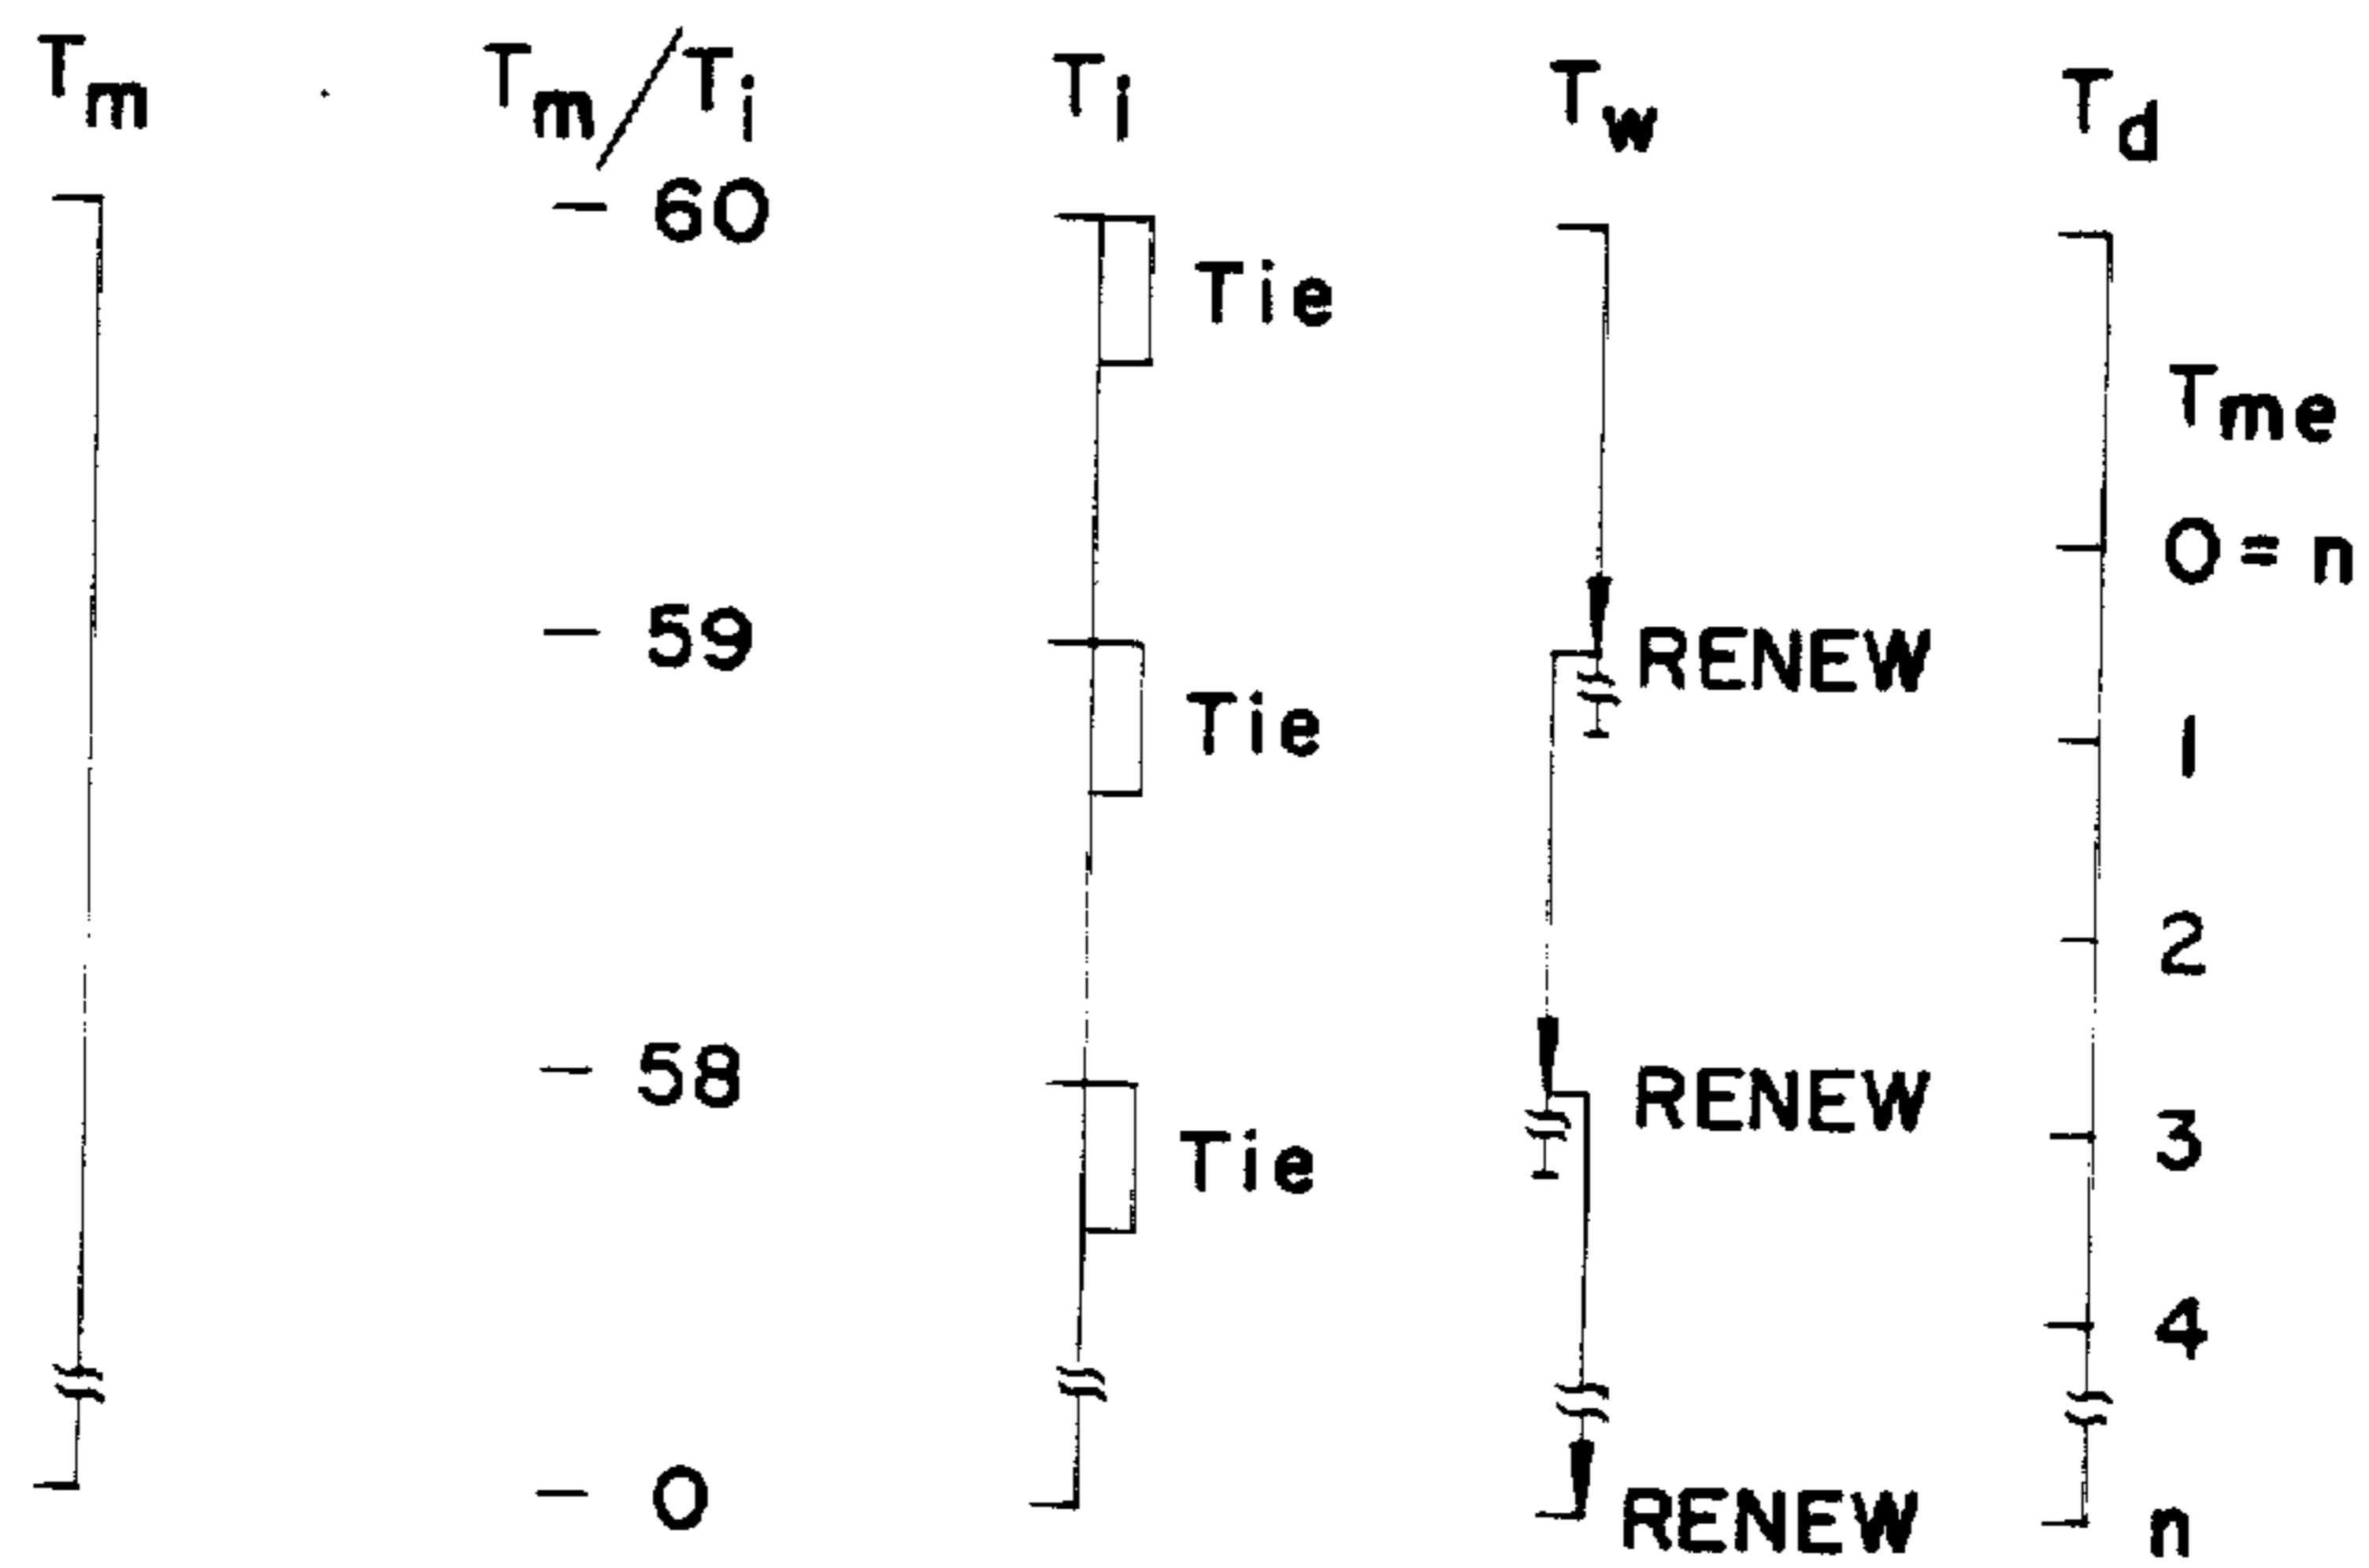 Tm Tm/Ti Ti Tw Td
- 60
Tie
Tme
0 = n
- 59
RENEW
Tie
1
2
- 58
RENEW
3
Tie
4
- 0
RENEW
n